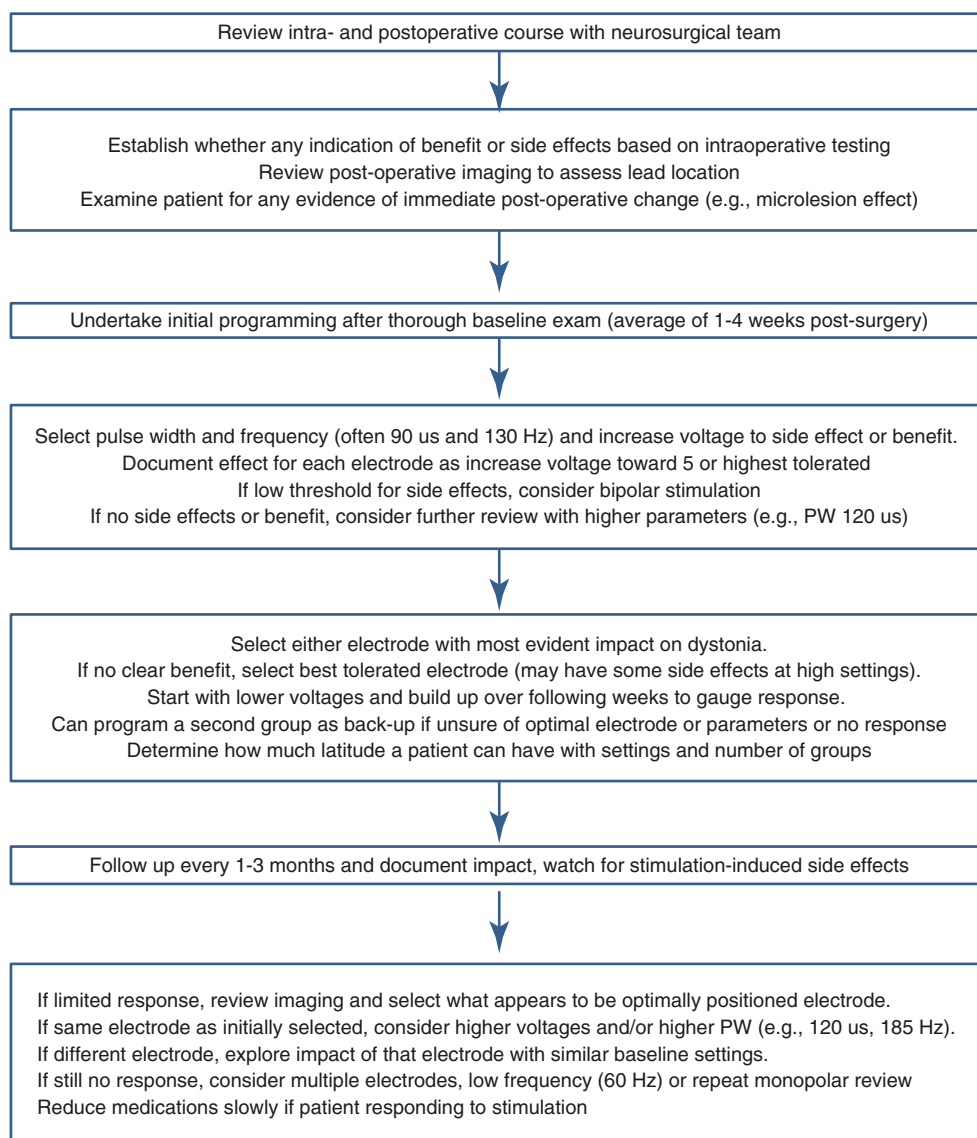 Review intra- and postoperative course with neurosurgical team
Establish whether any indication of benefit or side effects based on intraoperative testing
Review post-operative imaging to assess lead location
Examine patient for any evidence of immediate post-operative change (e.g., microlesion effect)
Undertake initial programming after thorough baseline exam (average of 1-4 weeks post-surgery)
Select pulse width and frequency (often 90 us and 130 Hz) and increase voltage to side effect or benefit.
Document effect for each electrode as increase voltage toward 5 or highest tolerated
If low threshold for side effects, consider bipolar stimulation
If no side effects or benefit, consider further review with higher parameters (e.g., PW 120 us)
Select either electrode with most evident impact on dystonia.
If no clear benefit, select best tolerated electrode (may have some side effects at high settings).
Start with lower voltages and build up over following weeks to gauge response.
Can program a second group as back-up if unsure of optimal electrode or parameters or no response
Determine how much latitude a patient can have with settings and number of groups
Follow up every 1-3 months and document impact, watch for stimulation-induced side effects
If limited response, review imaging and select what appears to be optimally positioned electrode.
If same electrode as initially selected, consider higher voltages and/or higher PW (e.g., 120 us, 185 Hz).
If different electrode, explore impact of that electrode with similar baseline settings.
If still no response, consider multiple electrodes, low frequency (60 Hz) or repeat monopolar review
Reduce medications slowly if patient responding to stimulation